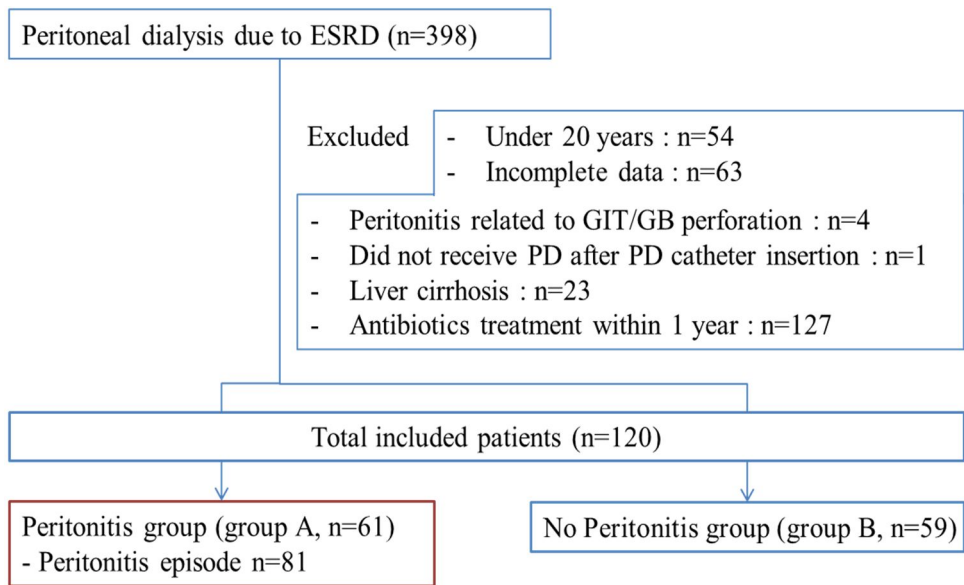 Peritoneal dialysis due to ESRD (n=398)
Excluded
- Under 20 years : n=54
- Incomplete data : n=63
- Peritonitis related to GIT/GB perforation : n=4
- Did not receive PD after PD catheter insertion : n=1
- Liver cirrhosis : n=23
- Antibiotics treatment within 1 year : n=127
Total included patients (n=120)
Peritonitis group (group A, n=61)
- Peritonitis episode n=81
No Peritonitis group (group B, n=59)